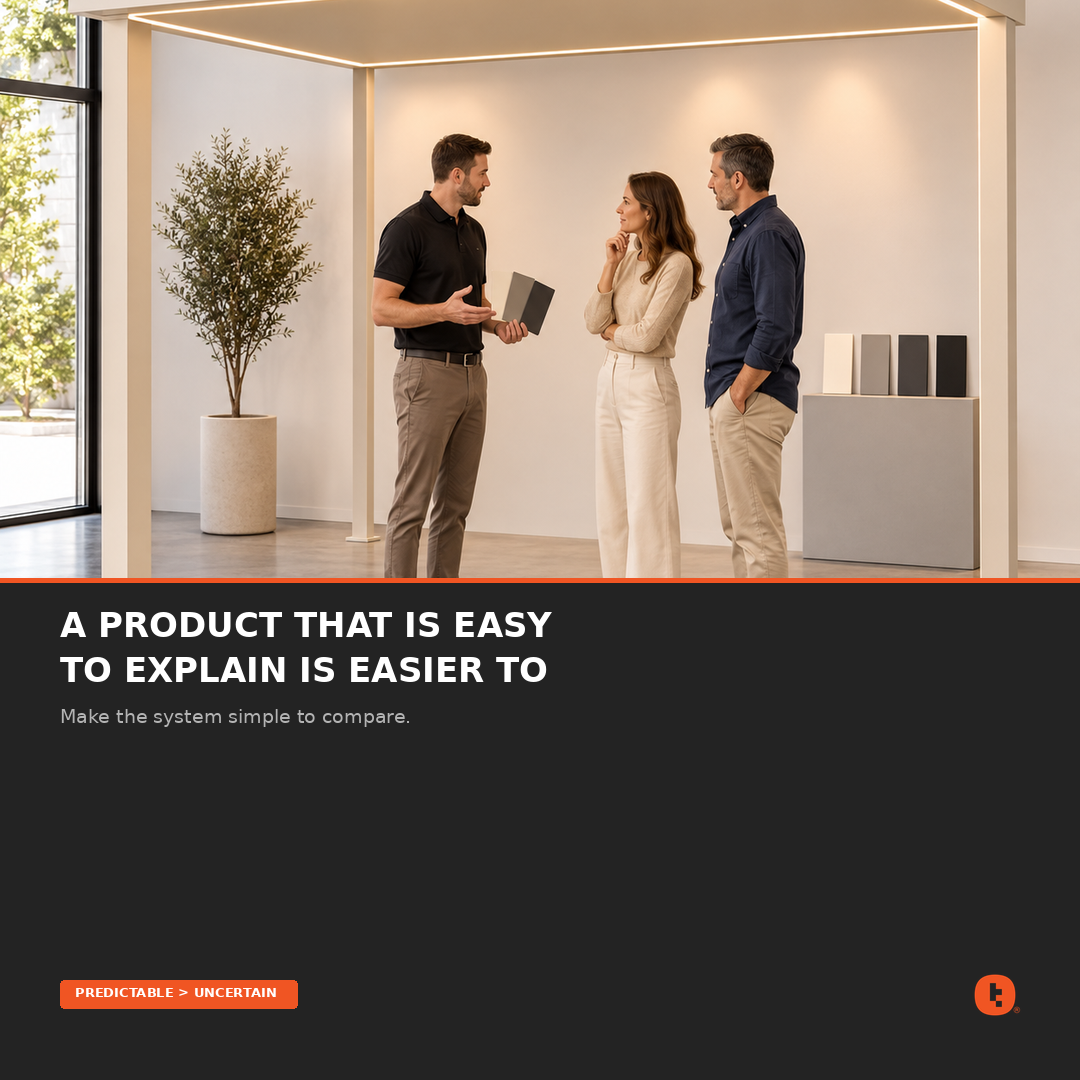 A PRODUCT THAT IS EASY
TO EXPLAIN IS EASIER TO
Make the system simple to compare.
PREDICTABLE > UNCERTAIN
t®